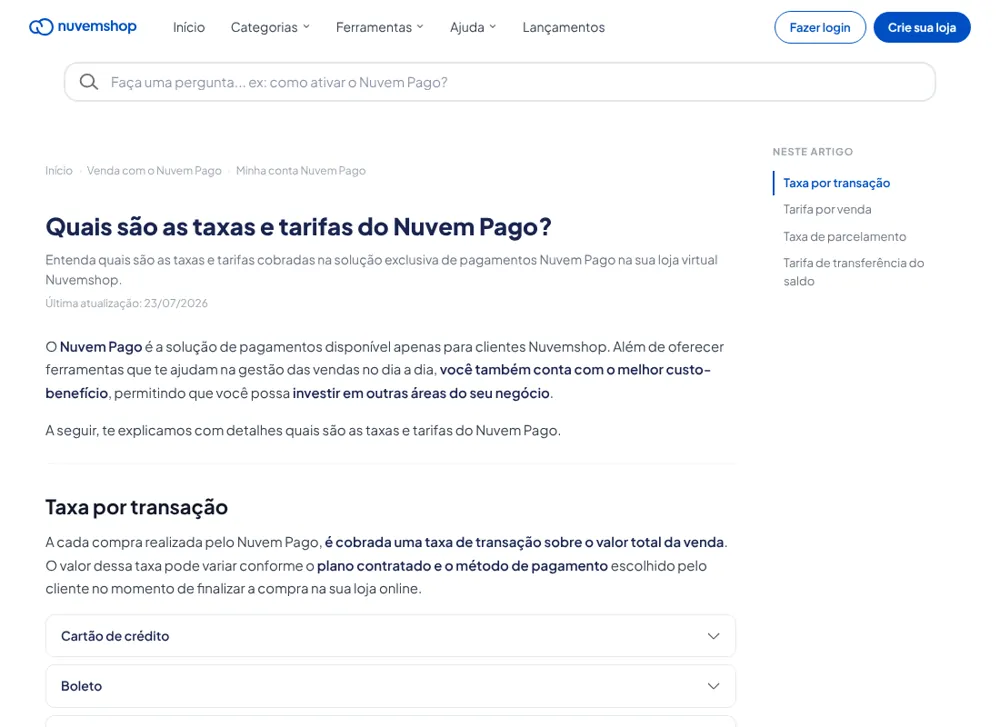 nuvemshop
Início
Categorias
Ferramentas
Ajuda
Lançamentos
Fazer login
Crie sua loja
Faça uma pergunta... ex: como ativar o Nuvem Pago?
Início · Venda com o Nuvem Pago · Minha conta Nuvem Pago
Quais são as taxas e tarifas do Nuvem Pago?
Entenda quais são as taxas e tarifas cobradas na solução exclusiva de pagamentos Nuvem Pago na sua loja virtual
Nuvemshop.
Última atualização: 23/07/2026
O Nuvem Pago é a solução de pagamentos disponível apenas para clientes Nuvemshop. Além de oferecer
ferramentas que te ajudam na gestão das vendas no dia a dia, você também conta com o melhor custo-
benefício, permitindo que você possa investir em outras áreas do seu negócio.
A seguir, te explicamos com detalhes quais são as taxas e tarifas do Nuvem Pago.
Taxa por transação
A cada compra realizada pelo Nuvem Pago, é cobrada uma taxa de transação sobre o valor total da venda.
O valor dessa taxa pode variar conforme o plano contratado e o método de pagamento escolhido pelo
cliente no momento de finalizar a compra na sua loja online.
Cartão de crédito
Boleto
NESTE ARTIGO
Taxa por transação
Tarifa por venda
Taxa de parcelamento
Tarifa de transferência do
saldo